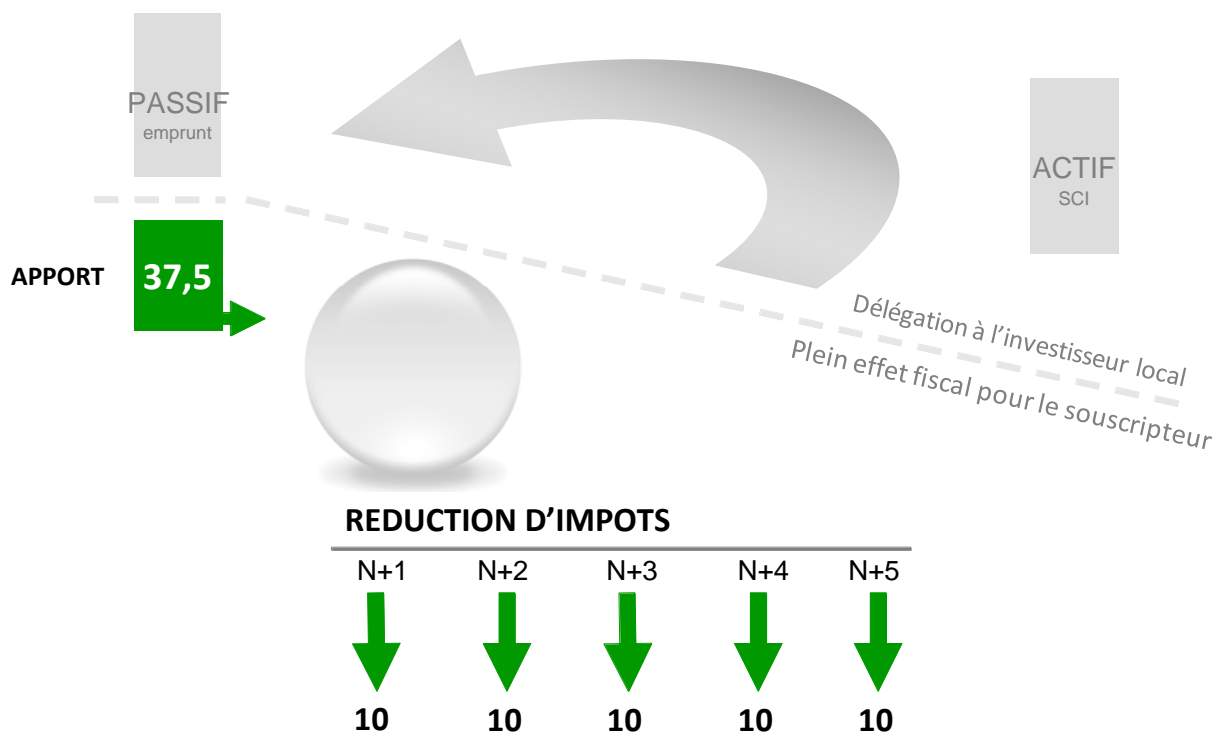 PASSIF
emprunt
ACTIF
SCI
APPORT
37,5
Délégation à l’investisseur local
Plein effet fiscal pour le souscripteur
REDUCTION D’IMPOTS
N+1 N+2 N+3 N+4 N+5
10 10 10 10 10